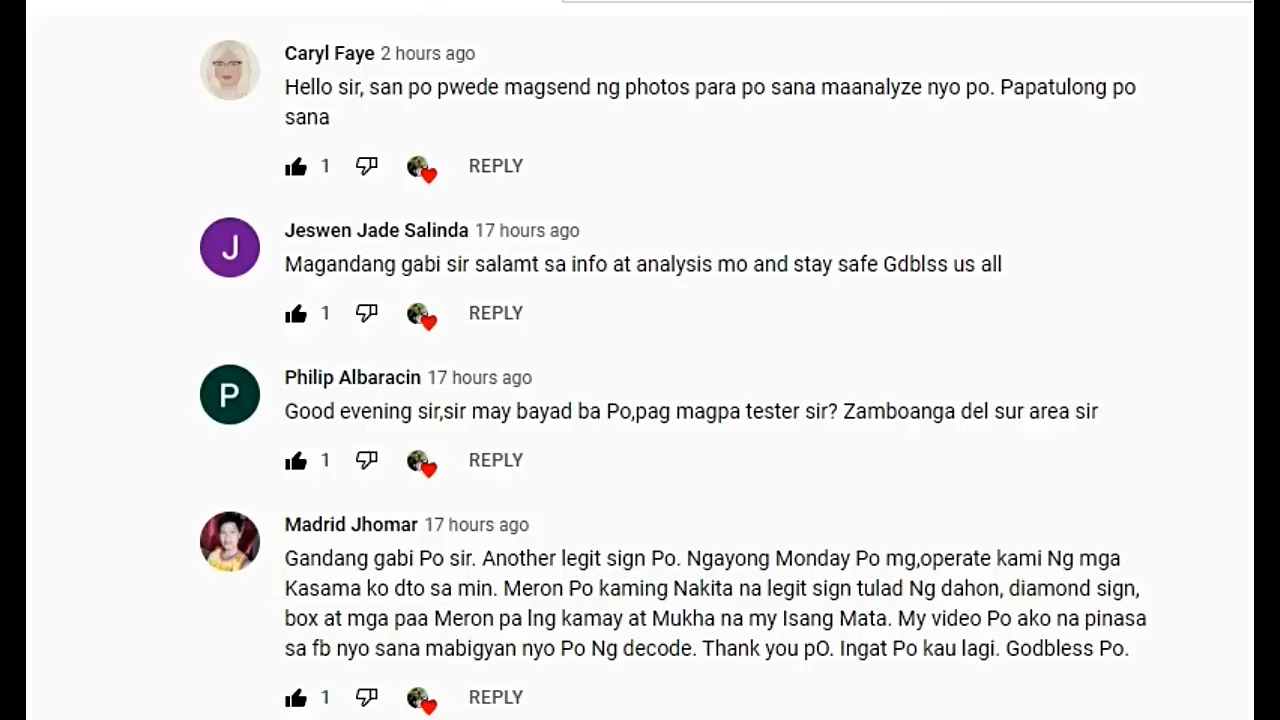 Caryl Faye 2 hours ago
Hello sir, san po pwede magsend ng photos para po sana maanalyze nyo po. Papatulong po
sana
1 REPLY
J
Jeswen Jade Salinda 17 hours ago
Magandang gabi sir salamt sa info at analysis mo and stay safe Gdblss us all
1 REPLY
P
Philip Albaracin 17 hours ago
Good evening sir,sir may bayad ba Po,pag magpa tester sir? Zamboanga del sur area sir
1 REPLY
Madrid Jhomar 17 hours ago
Gandang gabi Po sir. Another legit sign Po. Ngayong Monday Po mg,operate kami Ng mga
Kasama ko dto sa min. Meron Po kaming Nakita na legit sign tulad Ng dahon, diamond sign,
box at mga paa Meron pa lng kamay at Mukha na my Isang Mata. My video Po ako na pinasa
sa fb nyo sana mabigyan nyo Po Ng decode. Thank you pO. Ingat Po kau lagi. Godbless Po.
1 REPLY